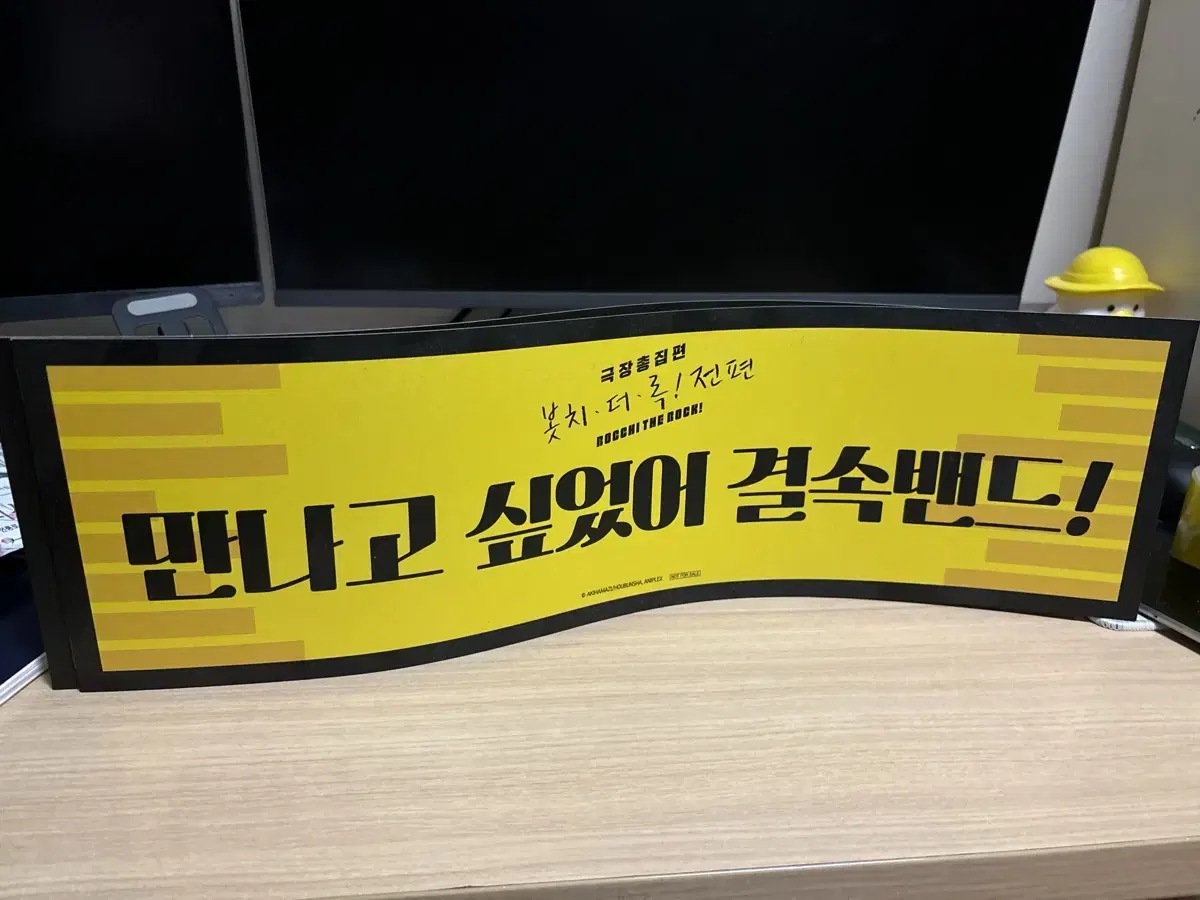 극장총집편
봇치·더·록! 전편
BOCCHI THE ROCK!
만나고 싶었어 결속밴드!
© AKIHAMAZI/HOUBUNSHA, ANIPLEX NOT FOR SALE